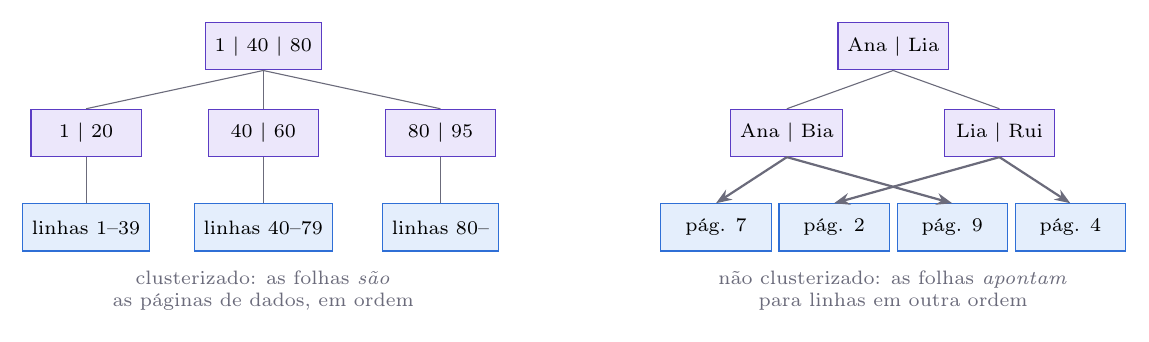 1 | 40 | 80
1 | 20
40 | 60
80 | 95
linhas 1–39
linhas 40–79
linhas 80–
clusterizado: as folhas são
as páginas de dados, em ordem
Ana | Lia
Ana | Bia
Lia | Rui
pág. 7
pág. 2
pág. 9
pág. 4
não clusterizado: as folhas apontam
para linhas em outra ordem